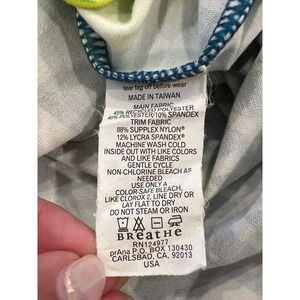 tear tag off before wear
MADE IN TAIWAN
MAIN FABRIC
45% RECYCLED POLYESTER
45% POLYESTER/10% SPANDEX
TRIM FABRIC
88% SUPPLEX NYLON®
12% LYCRA SPANDEX®
MACHINE WASH COLD
INSIDE OUT WITH LIKE COLORS
AND LIKE FABRICS
GENTLE CYCLE
NON-CHLORINE BLEACH AS
NEEDED
USE ONLY A
COLOR-SAFE BLEACH,
LIKE CLOROX 2, LINE DRY OR
LAY FLAT TO DRY
DO NOT STEAM OR IRON
BReatHe
RN124977
prAna P.O. BOX 130430
CARLSBAD, CA. 92013
USA